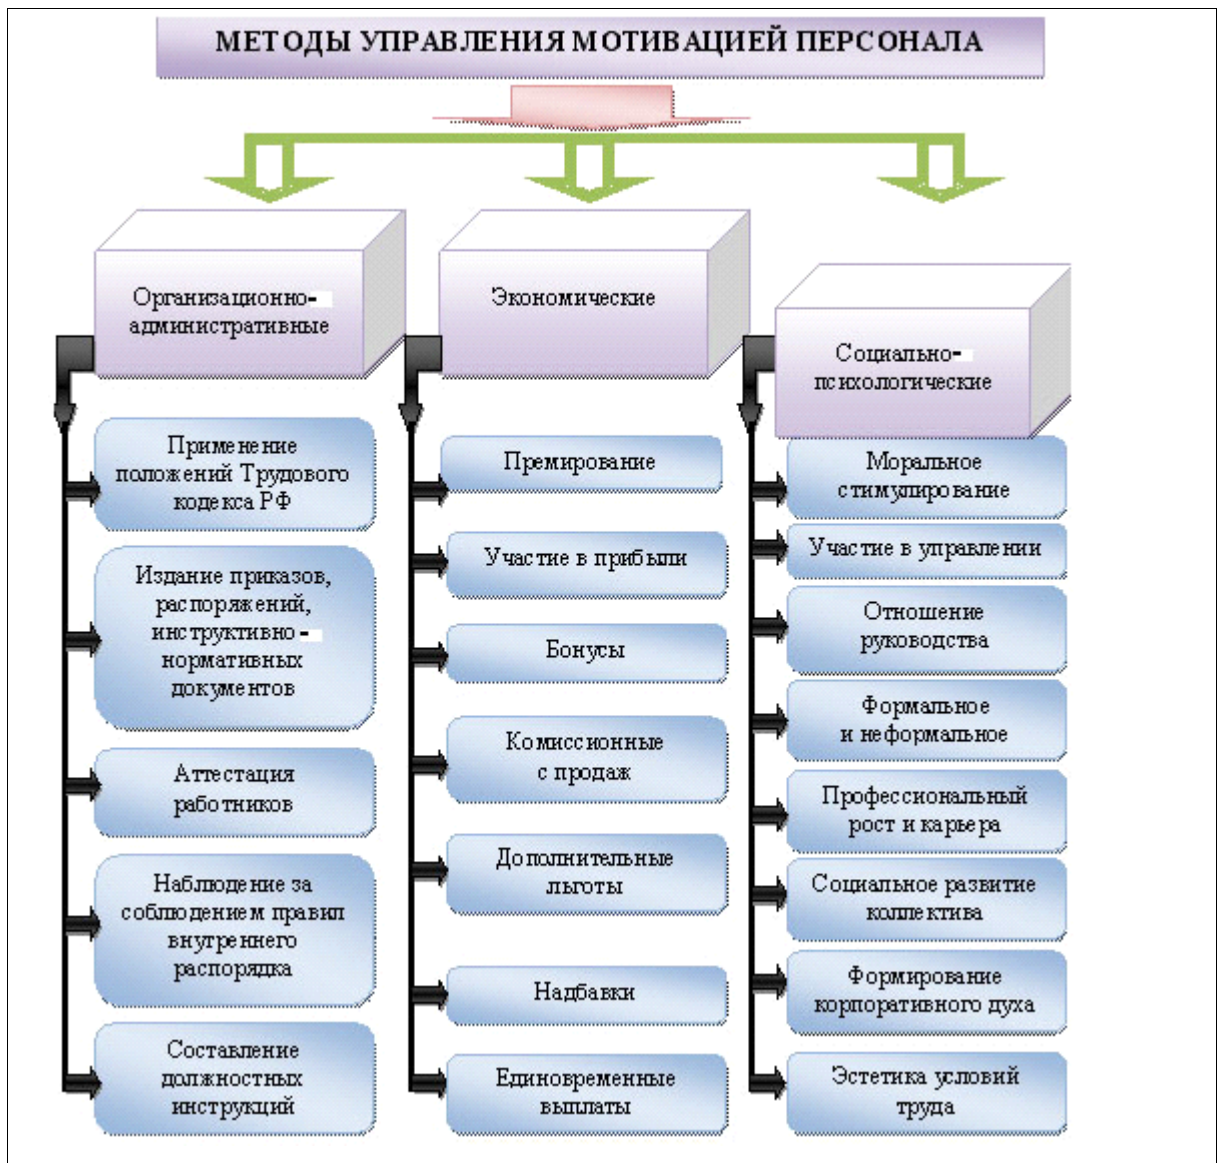 МЕТОДЫ УПРАВЛЕНИЯ МОТИВАЦИЕЙ ПЕРСОНАЛА
Организационно-
административные
Применение
положений Трудового
кодекса РФ
Издание приказов,
распоряжений,
инструктивно-
нормативных
документов
Аттестация
работников
Наблюдение за
соблюдением правил
внутреннего
распорядка
Составление
должностных
инструкций
Экономические
Премирование
Участие в прибыли
Бонусы
Комиссионные
с продаж
Дополнительные
льготы
Надбавки
Единовременные
выплаты
Социально-
психологические
Моральное
стимулирование
Участие в управлении
Отношение
руководства
Формальное
и неформальное
Профессиональный
рост и карьера
Социальное развитие
коллектива
Формирование
корпоративного духа
Эстетика условий
труда